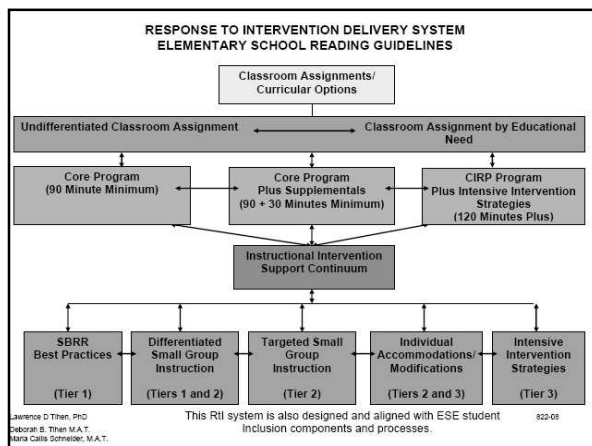 RESPONSE TO INTERVENTION DELIVERY SYSTEM
ELEMENTARY SCHOOL READING GUIDELINES
Classroom Assignments/
Curricular Options
Undifferentiated Classroom Assignment
Classroom Assignment by Educational
Need
Core Program
(90 Minute Minimum)
Core Program
Plus Supplementals
(90 + 30 Minutes Minimum)
CIRP Program
Plus Intensive Intervention
Strategies
(120 Minutes Plus)
Instructional Intervention
Support Continuum
SBRR
Best Practices
(Tier 1)
Differentiated
Small Group
Instruction
(Tiers 1 and 2)
Targeted Small
Group
Instruction
(Tier 2)
Individual
Accommodations/
Modifications
(Tiers 2 and 3)
Intensive
Intervention
Strategies
(Tier 3)
Lawrence D Tihen, PhD
Deborah B. Tihen M.A.T.
Maria Callis Schneider, M.A.T.
This RtI system is also designed and aligned with ESE student
Inclusion components and processes.
822-08